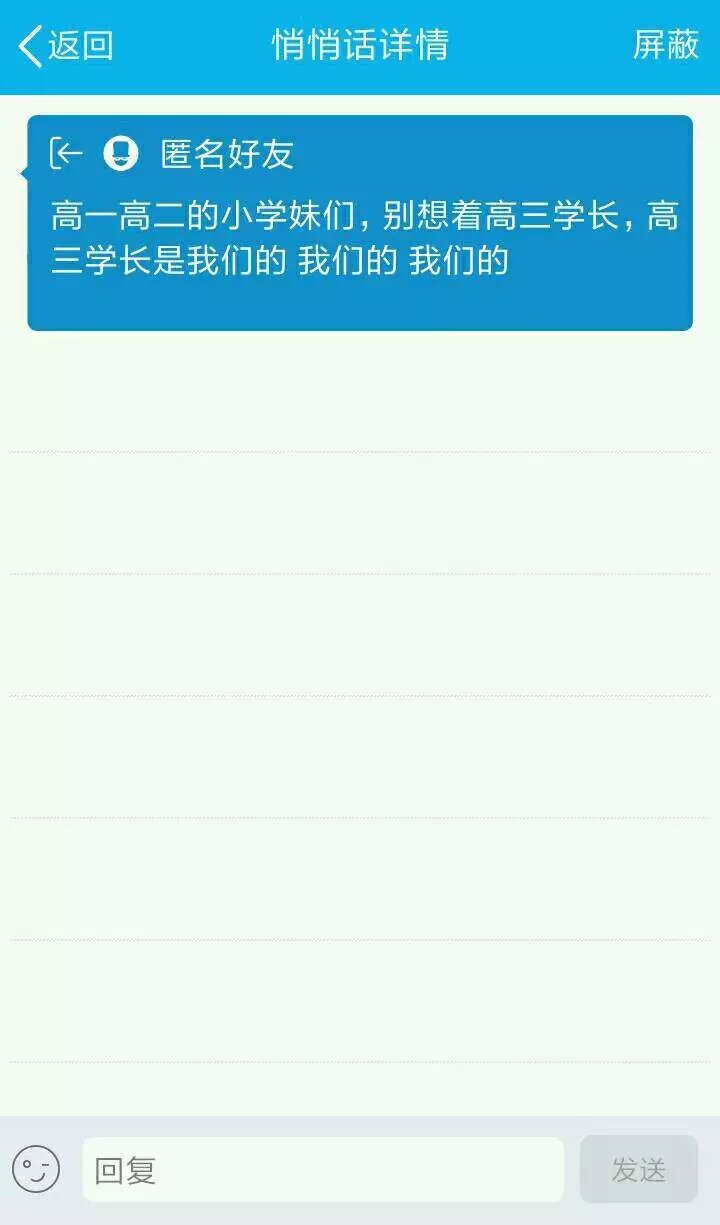 返回
悄悄话详情
屏蔽
匿名好友
高一高二的小学妹们，别想着高三学长，高
三学长是我们的 我们的 我们的
回复
发送